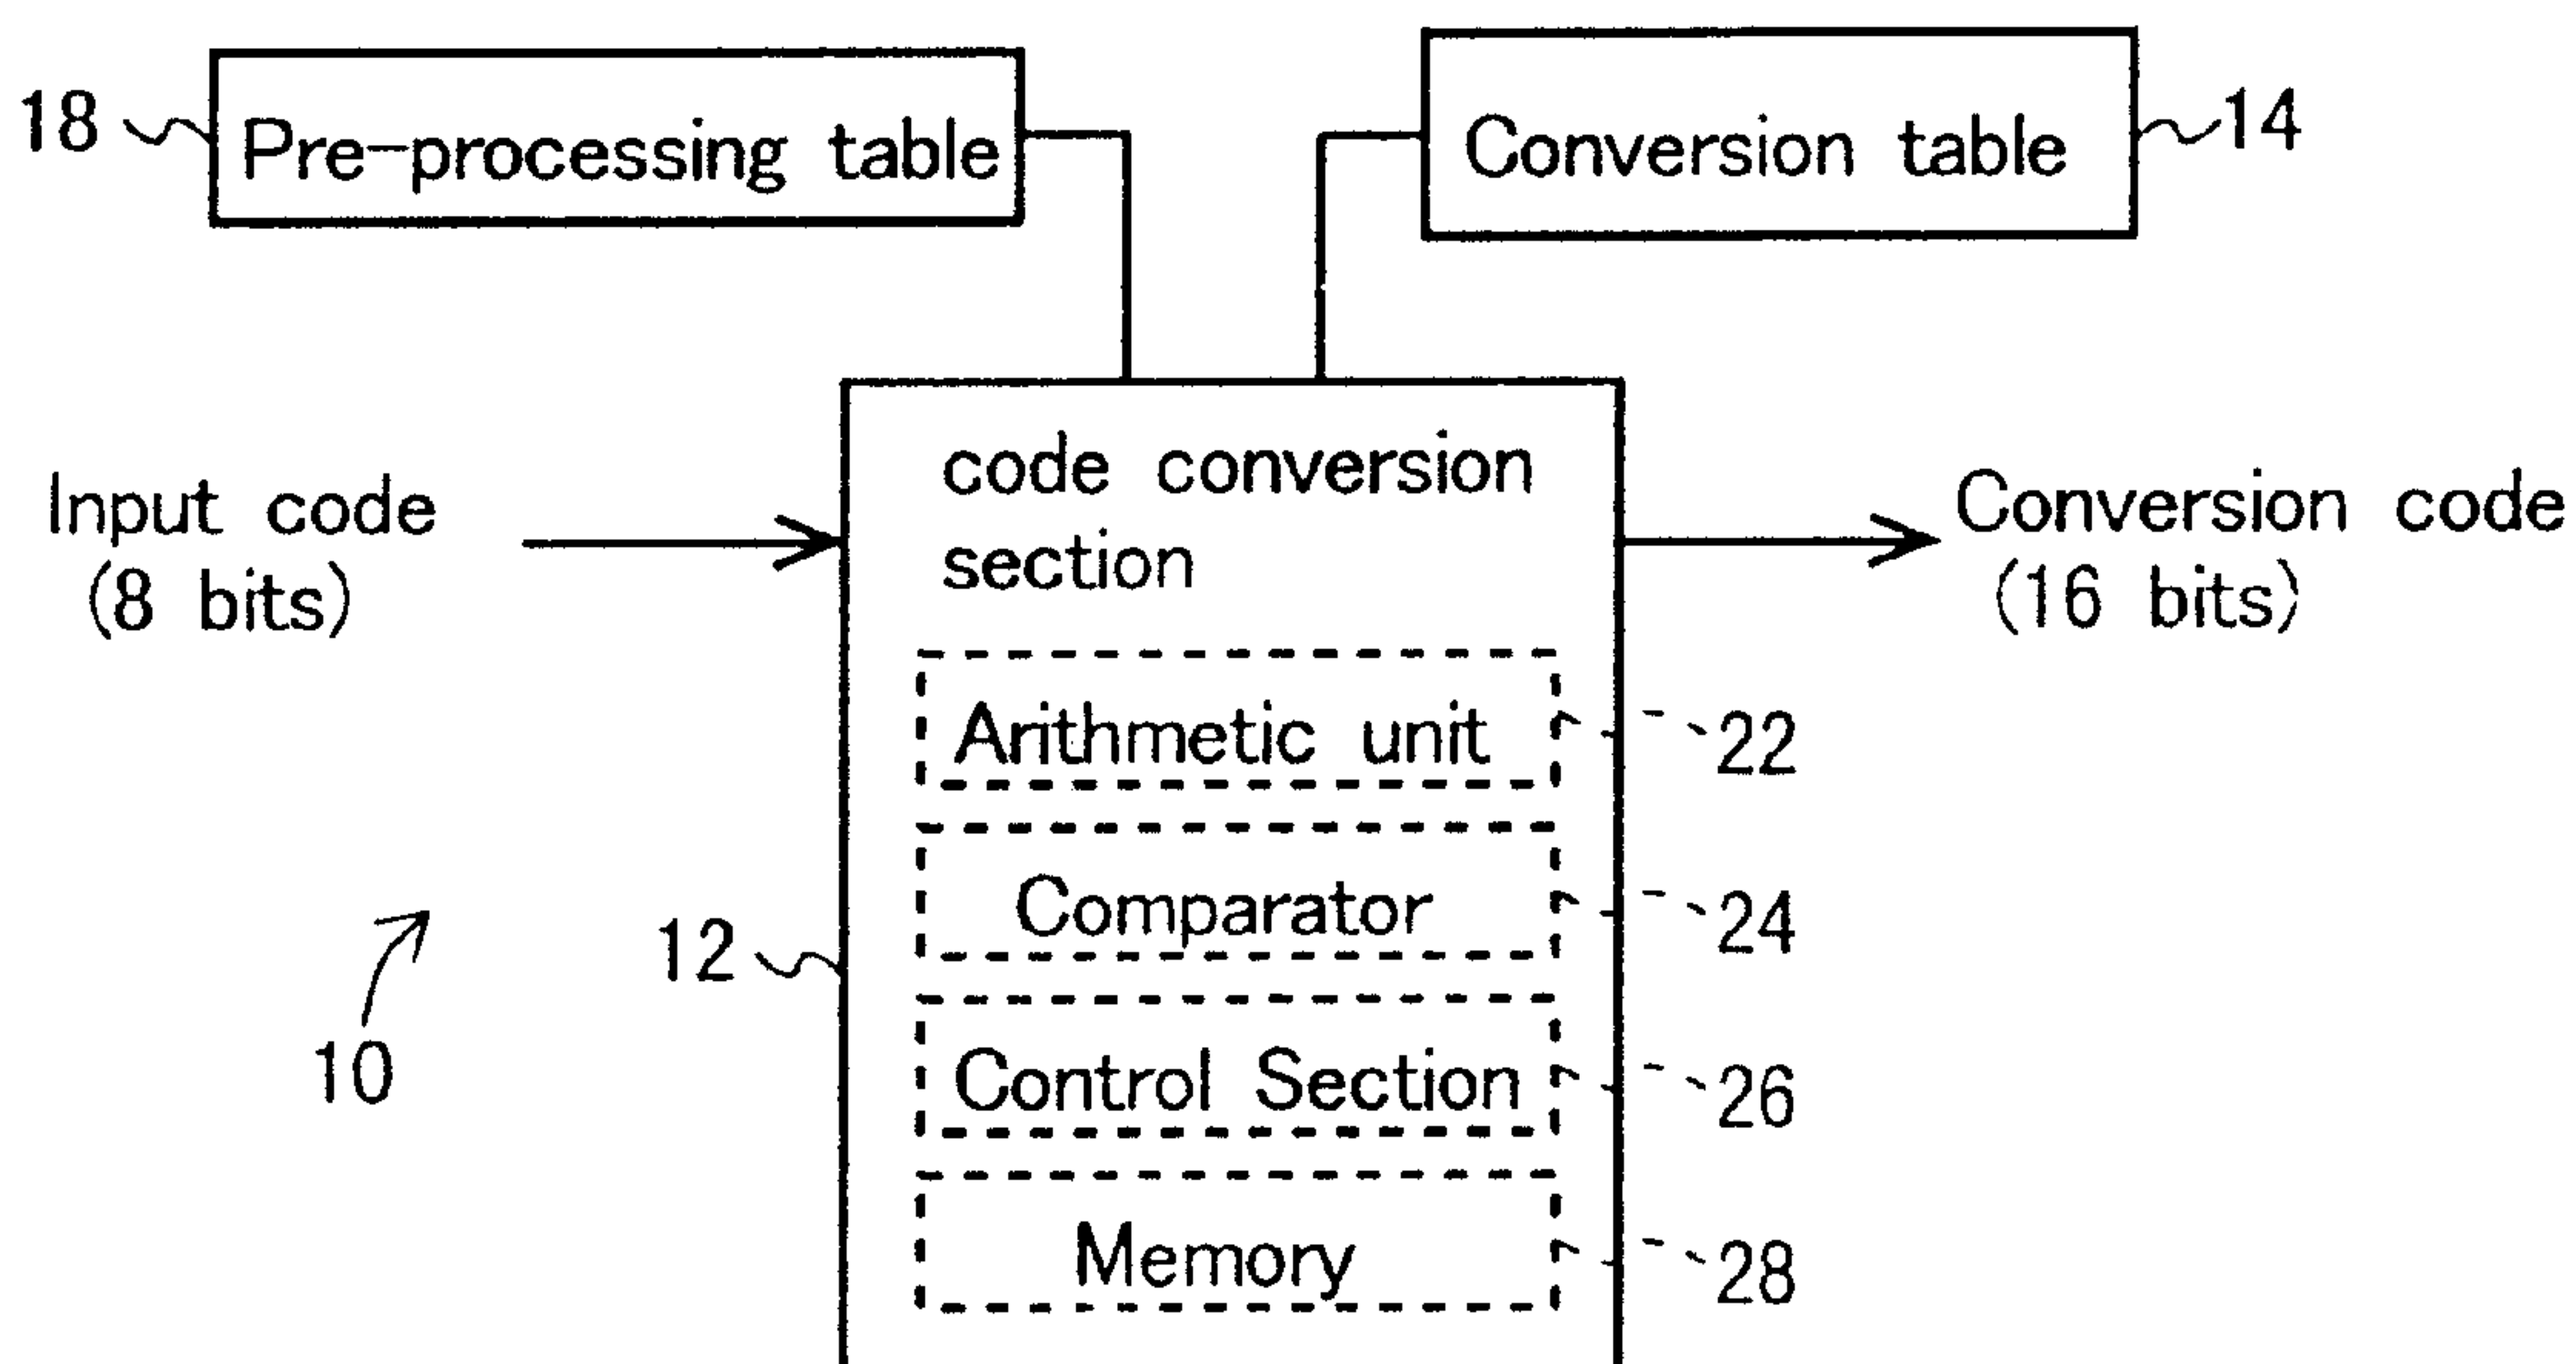 18 Pre-processing table
Conversion table 14
code conversion
section
Input code
(8 bits)
Conversion code
(16 bits)
Arithmetic unit 22
Comparator 24
12
Control Section 26
10
Memory 28